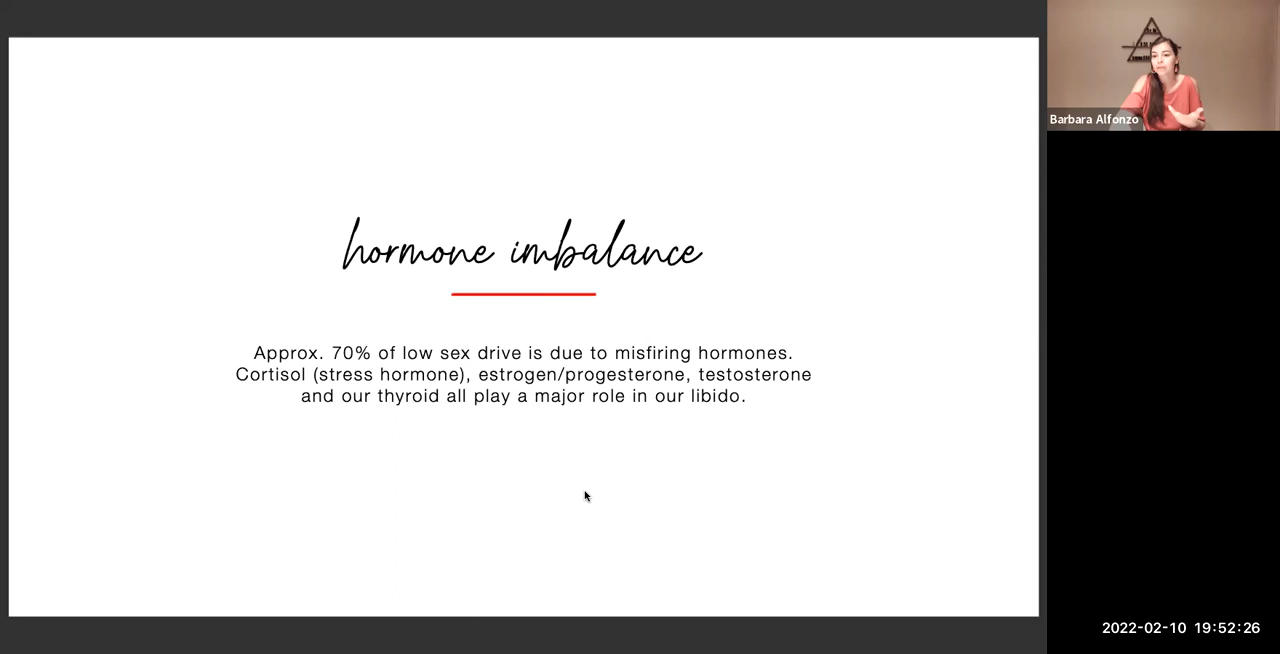 hormone imbalance
Approx. 70% of low sex drive is due to misfiring hormones.
Cortisol (stress hormone), estrogen/progesterone, testosterone
and our thyroid all play a major role in our libido.
Barbara Alfonzo
2022-02-10 19:52:26